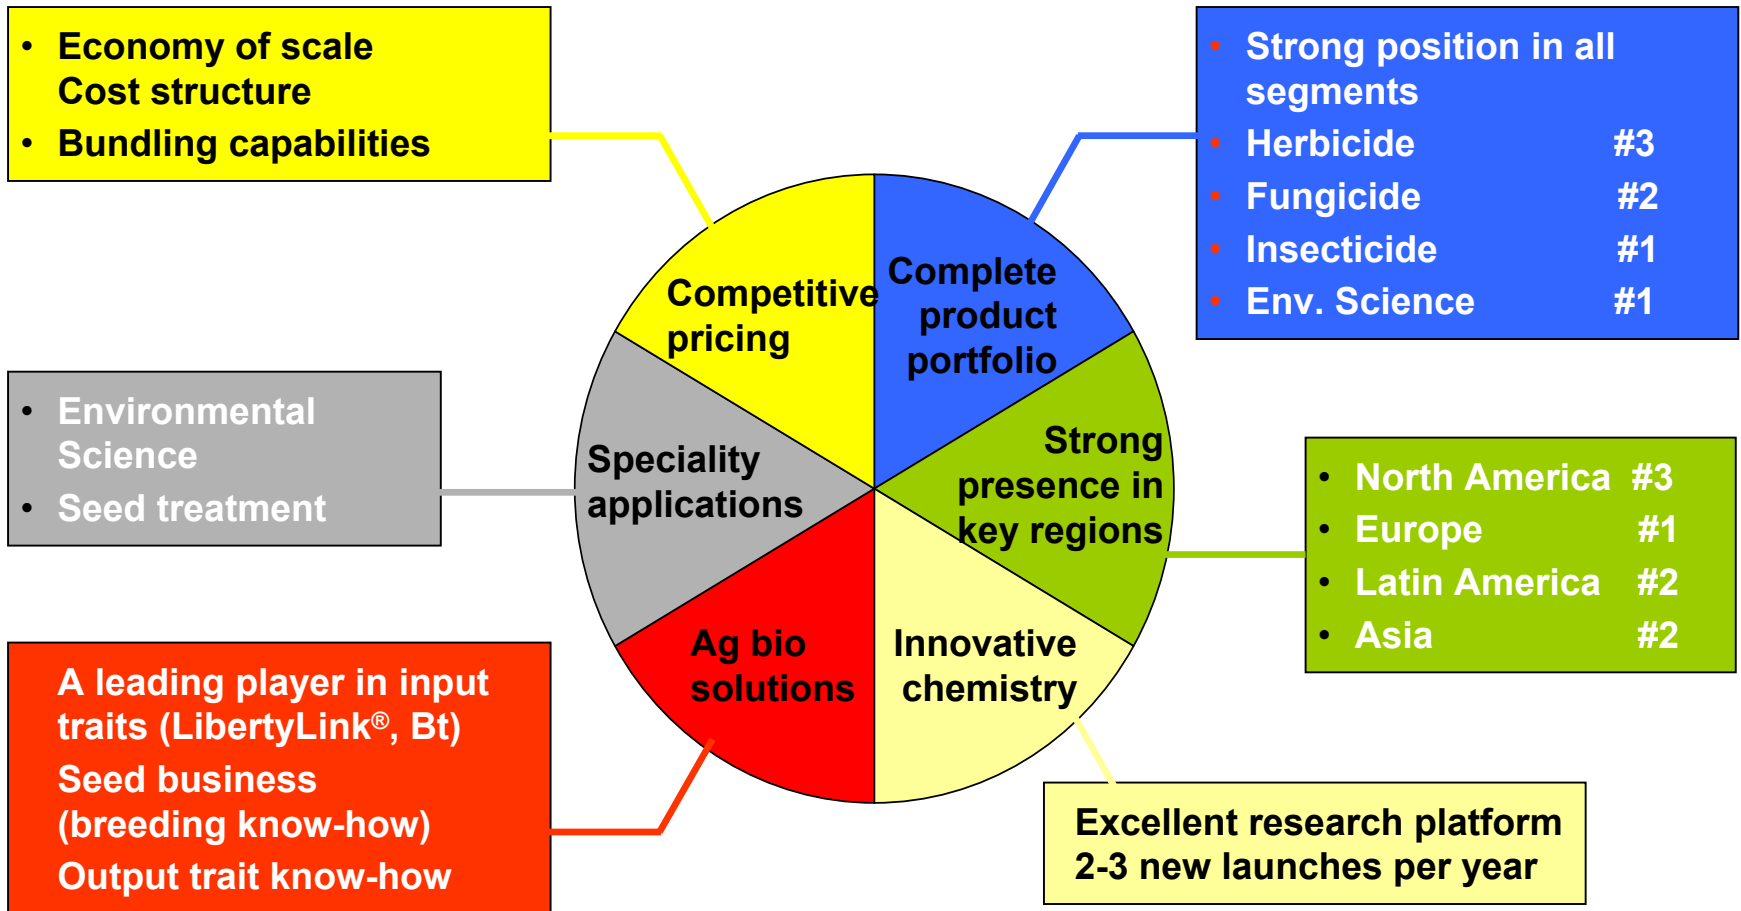 • Economy of scale
Cost structure
• Bundling capabilities
• Strong position in all
segments
• Herbicide #3
• Fungicide #2
• Insecticide #1
• Env. Science #1
Competitive
pricing
Complete
product
portfolio
• Environmental
Science
• Seed treatment
Speciality
applications
Strong
presence in
key regions
• North America #3
• Europe #1
• Latin America #2
• Asia #2
Ag bio
solutions
Innovative
chemistry
A leading player in input
traits (LibertyLink®, Bt)
Seed business
(breeding know-how)
Output trait know-how
Excellent research platform
2-3 new launches per year